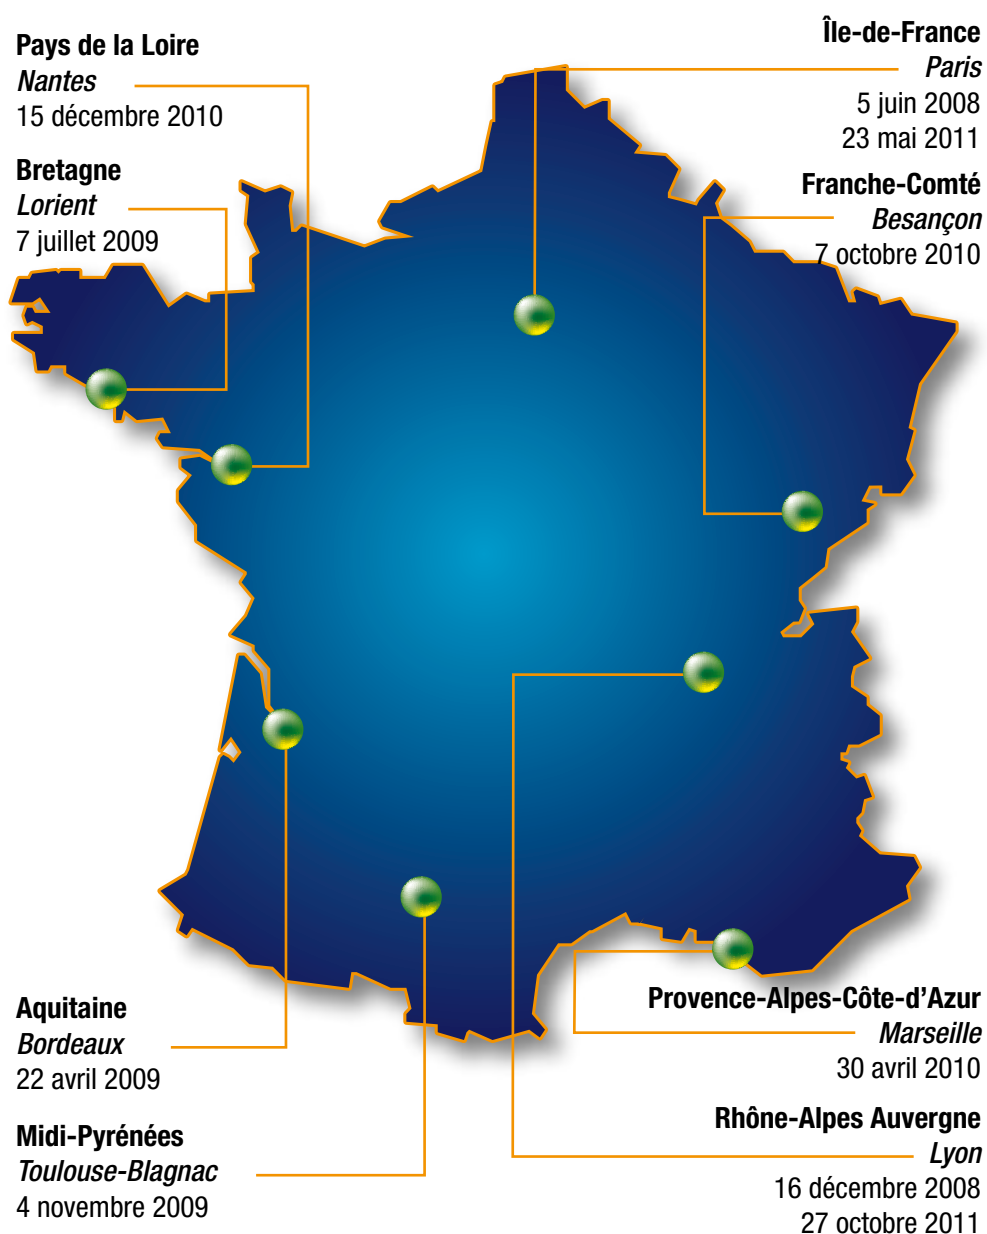 Pays de la Loire
Nantes
15 décembre 2010
Bretagne
Lorient
7 juillet 2009
Île-de-France
Paris
5 juin 2008
23 mai 2011
Franche-Comté
Besançon
7 octobre 2010
Aquitaine
Bordeaux
22 avril 2009
Midi-Pyrénées
Toulouse-Blagnac
4 novembre 2009
Provence-Alpes-Côte-d'Azur
Marseille
30 avril 2010
Rhône-Alpes Auvergne
Lyon
16 décembre 2008
27 octobre 2011